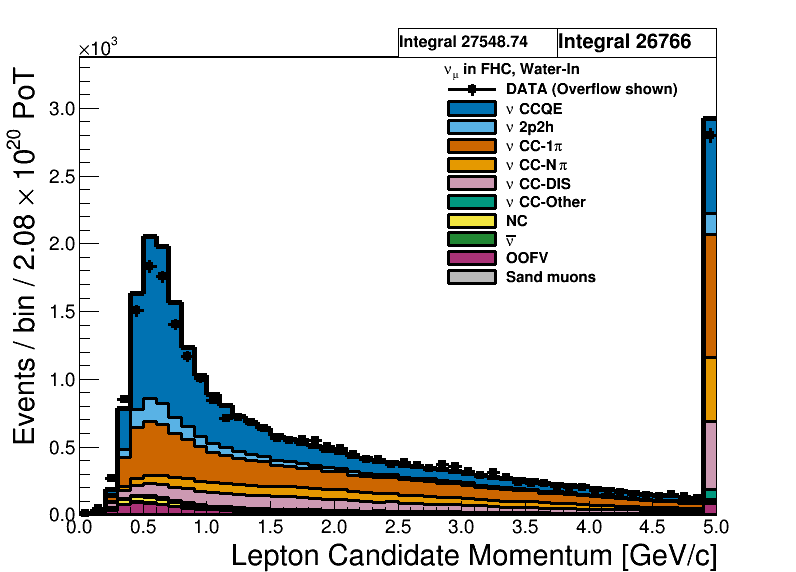 Integral 27548.74 Integral 26766
×10³
ν_μ in FHC, Water-In
DATA (Overflow shown)
ν CCQE
ν 2p2h
ν CC-1π
ν CC-Nπ
ν CC-DIS
ν CC-Other
NC
ν̅
OOFV
Sand muons
Events / bin / 2.08 × 10²⁰ PoT
3.0
2.5
2.0
1.5
1.0
0.5
0.0
0.0 0.5 1.0 1.5 2.0 2.5 3.0 3.5 4.0 4.5 5.0
Lepton Candidate Momentum [GeV/c]